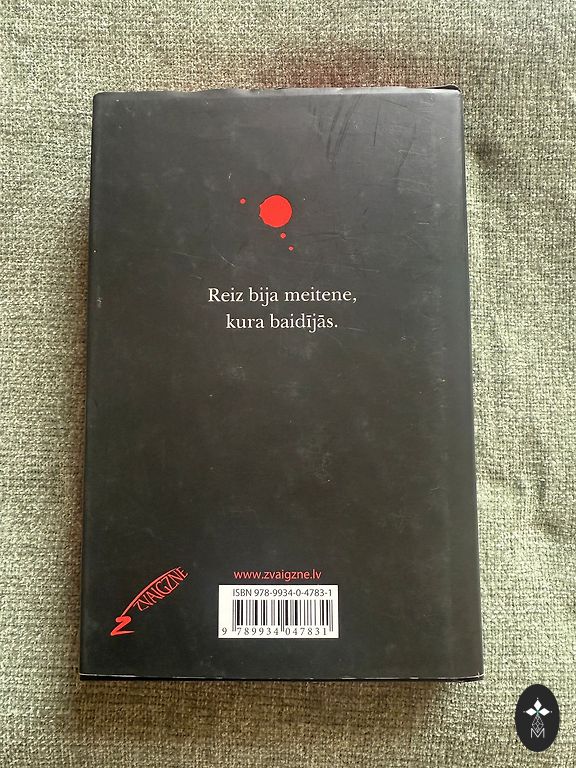 Reiz bija meitene,
kura baidījās.
www.zvaigzne.lv
ZVAIGZNE
ISBN 978-9934-0-4783-1
9 789934 047831
M